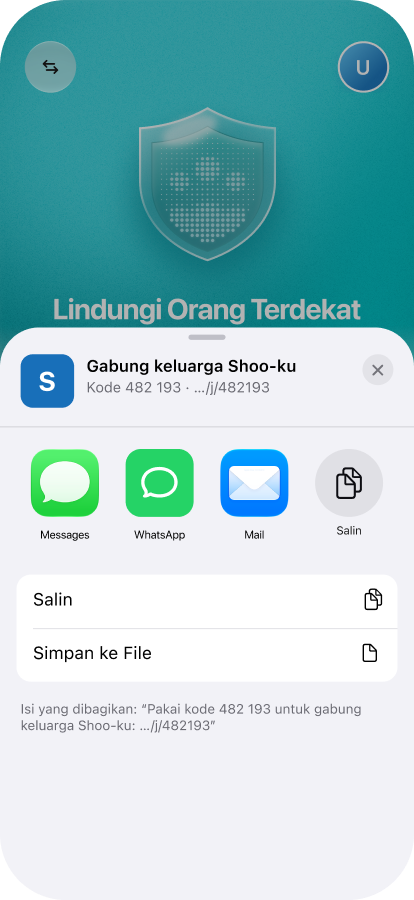 U
Lindungi Orang Terdekat
S
Gabung keluarga Shoo-ku
Kode 482 193 · .../j/482193
Messages
WhatsApp
Mail
Salin
Salin
Simpan ke File
Isi yang dibagikan: “Pakai kode 482 193 untuk gabung
keluarga Shoo-ku: .../j/482193”